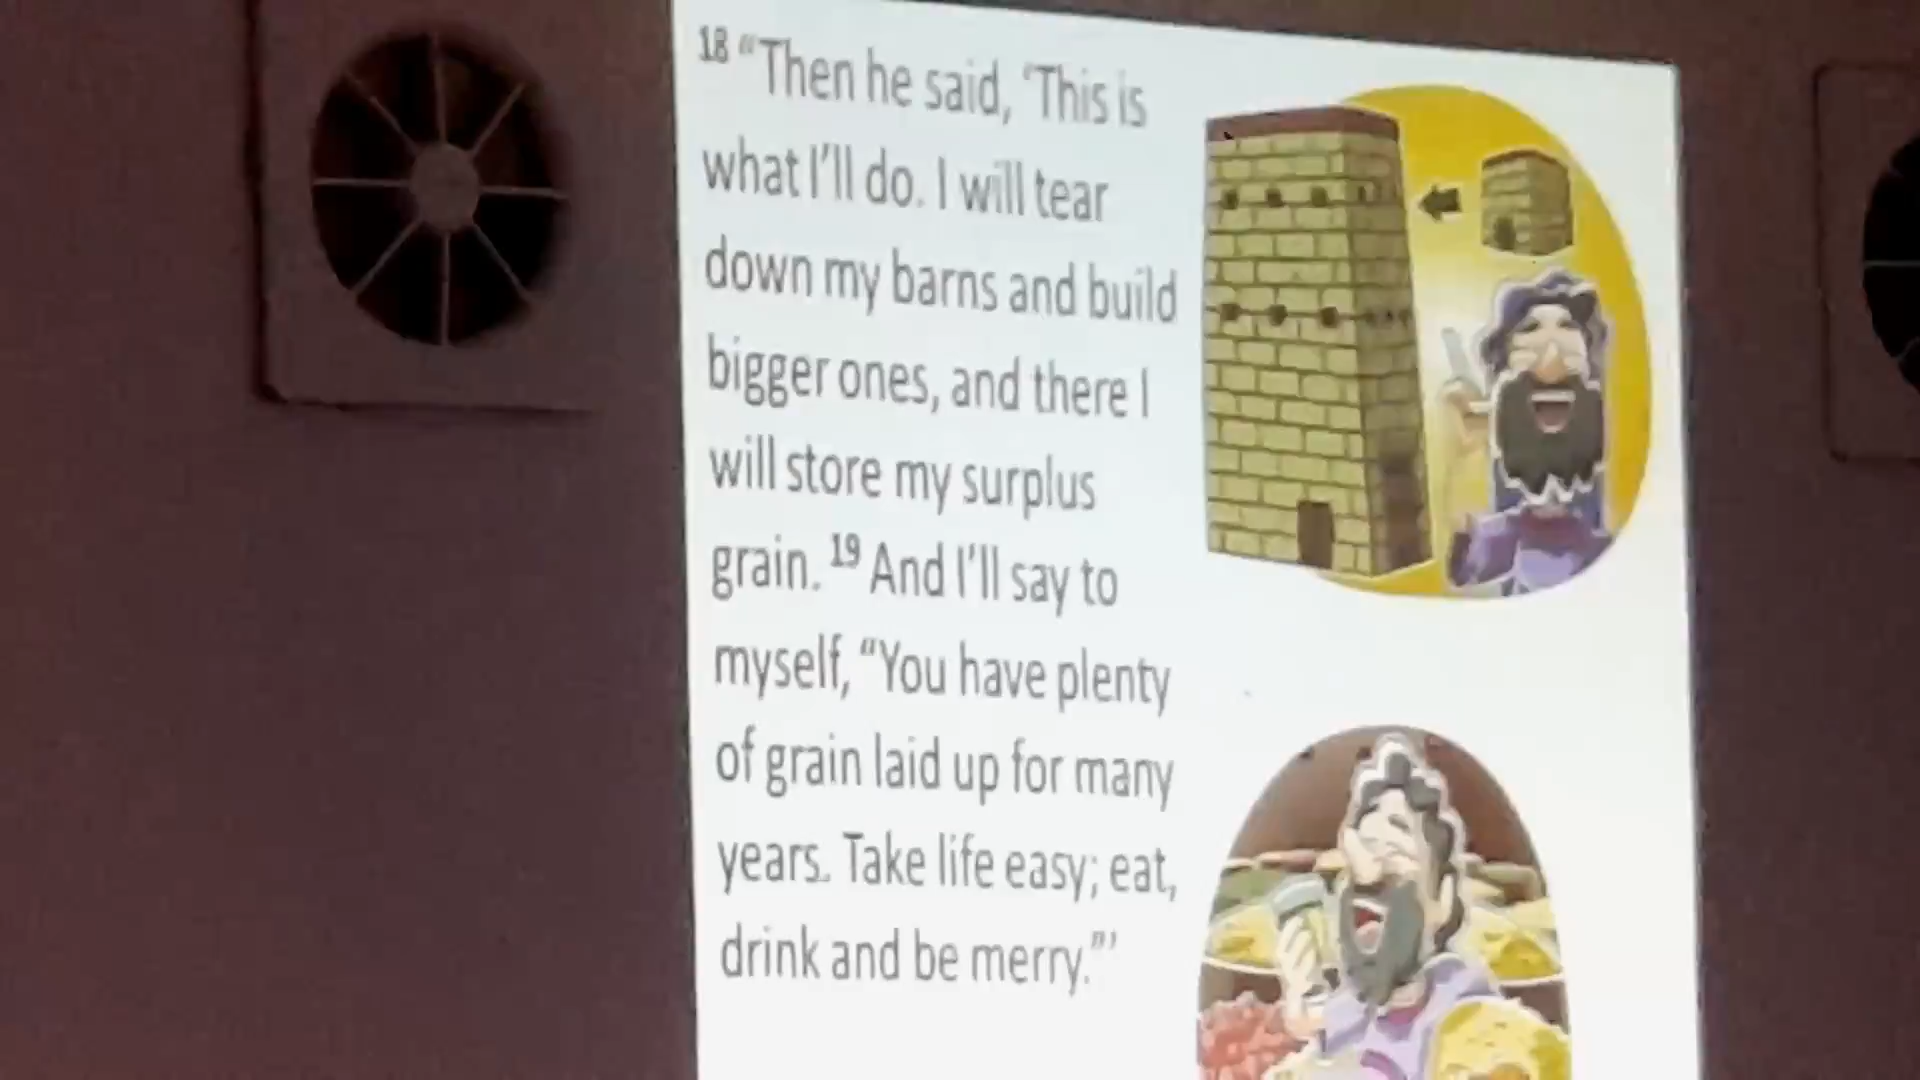 18 “Then he said, ‘This is
what I’ll do. I will tear
down my barns and build
bigger ones, and there I
will store my surplus
grain. 19 And I’ll say to
myself, “You have plenty
of grain laid up for many
years. Take life easy; eat,
drink and be merry.”’